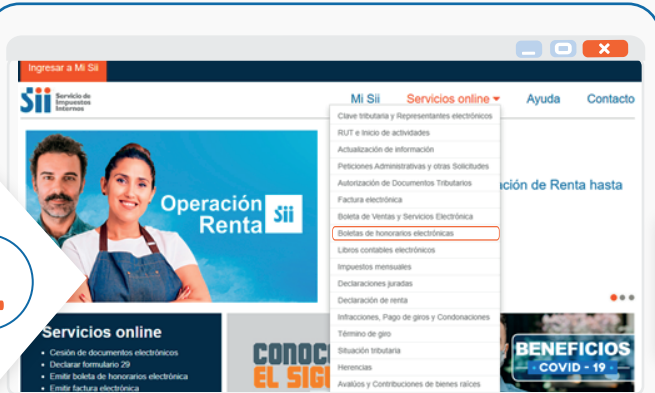 Ingresar a Mi Sii
Sii Servicio de
Impuestos
Internos
Mi Sii Servicios online Ayuda Contacto
Clave tributaria y Representantes electrónicos
RUT e Inicio de actividades
Actualización de información
Peticiones Administrativas y otras Solicitudes
Autorización de Documentos Tributarios
Factura electrónica
Boleta de Ventas y Servicios Electrónica
Boletas de honorarios electrónicas
Libros contables electrónicos
Impuestos mensuales
Declaraciones juradas
Declaración de renta
Infracciones, Pago de giros y Condonaciones
Término de giro
Situación tributaria
Herencias
Avalúos y Contribuciones de bienes raíces
Operación
Renta Sii
ción de Renta hasta
Servicios online
Cesión de documentos electrónicos
Declarar formulario 29
Emitir boleta de honorarios electrónica
Emitir factura electrónica
CONOC
EL SIG
BENEFICIOS
COVID - 19